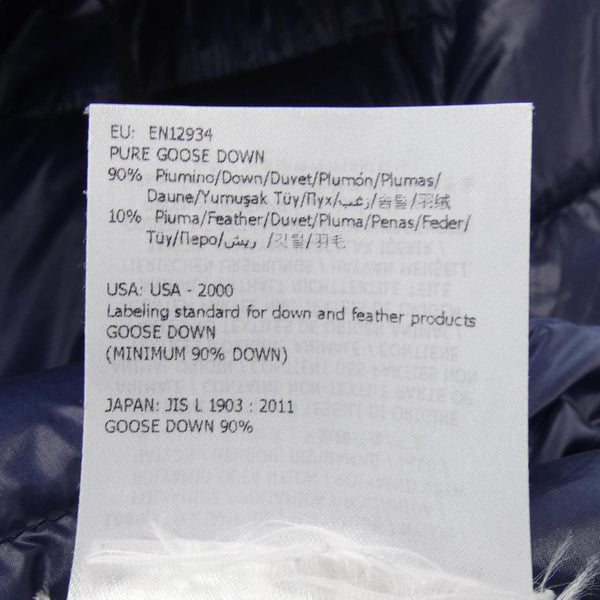 EU: EN12934
PURE GOOSE DOWN
90% Piumino/Down/Duvet/Plumón/Plumas/
Daune/Yumuşak Tüy/Пух/زغب/솜털/羽绒
10% Piuma/Feather/Duvet/Pluma/Penas/Feder/
Tüy/Перо/ريش /깃털/羽毛
USA: USA - 2000
Labeling standard for down and feather products
GOOSE DOWN
(MINIMUM 90% DOWN)
JAPAN: JIS L 1903 : 2011
GOOSE DOWN 90%